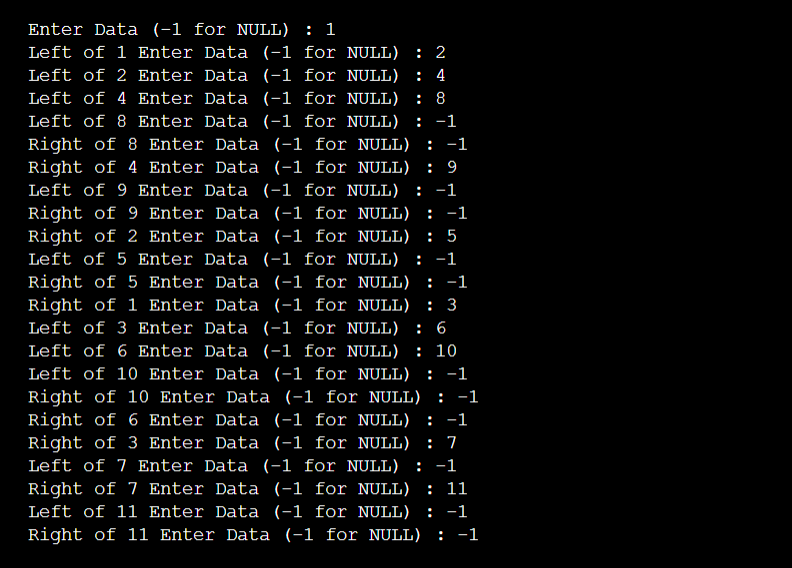 Enter Data (-1 for NULL) : 1
Left of 1 Enter Data (-1 for NULL) : 2
Left of 2 Enter Data (-1 for NULL) : 4
Left of 4 Enter Data (-1 for NULL) : 8
Left of 8 Enter Data (-1 for NULL) : -1
Right of 8 Enter Data (-1 for NULL) : -1
Right of 4 Enter Data (-1 for NULL) : 9
Left of 9 Enter Data (-1 for NULL) : -1
Right of 9 Enter Data (-1 for NULL) : -1
Right of 2 Enter Data (-1 for NULL) : 5
Left of 5 Enter Data (-1 for NULL) : -1
Right of 5 Enter Data (-1 for NULL) : -1
Right of 1 Enter Data (-1 for NULL) : 3
Left of 3 Enter Data (-1 for NULL) : 6
Left of 6 Enter Data (-1 for NULL) : 10
Left of 10 Enter Data (-1 for NULL) : -1
Right of 10 Enter Data (-1 for NULL) : -1
Right of 6 Enter Data (-1 for NULL) : -1
Right of 3 Enter Data (-1 for NULL) : 7
Left of 7 Enter Data (-1 for NULL) : -1
Right of 7 Enter Data (-1 for NULL) : 11
Left of 11 Enter Data (-1 for NULL) : -1
Right of 11 Enter Data (-1 for NULL) : -1